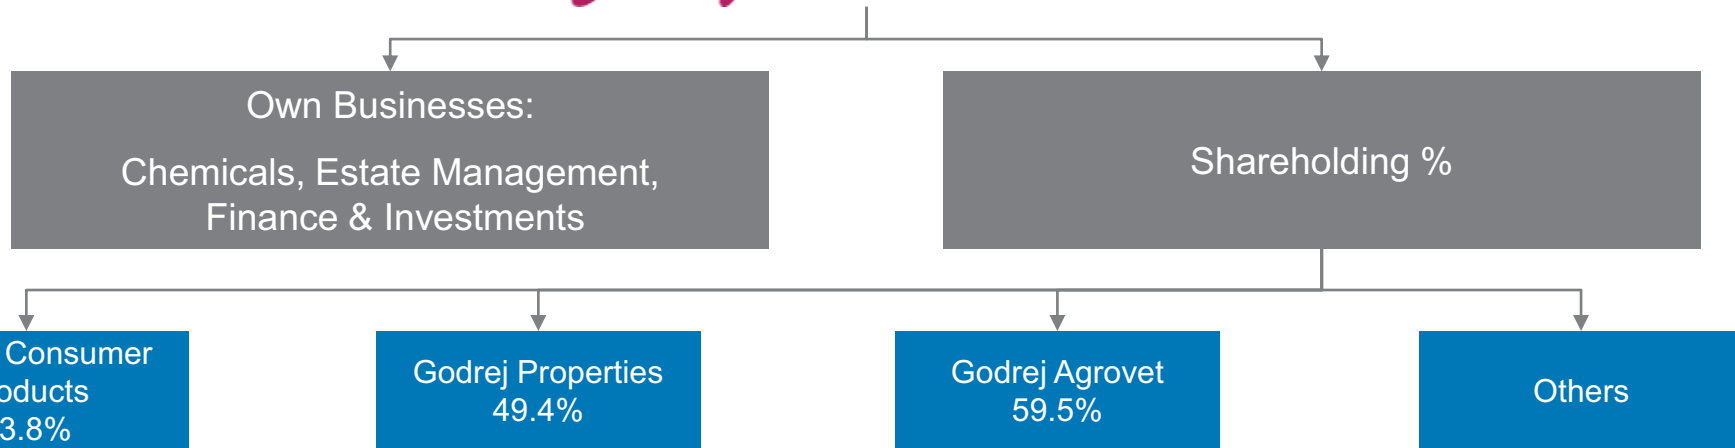 Own Businesses:
Chemicals, Estate Management,
Finance & Investments
Shareholding %
Consumer
Godrej Properties
49.4%
Godrej Agrovet
59.5%
Others